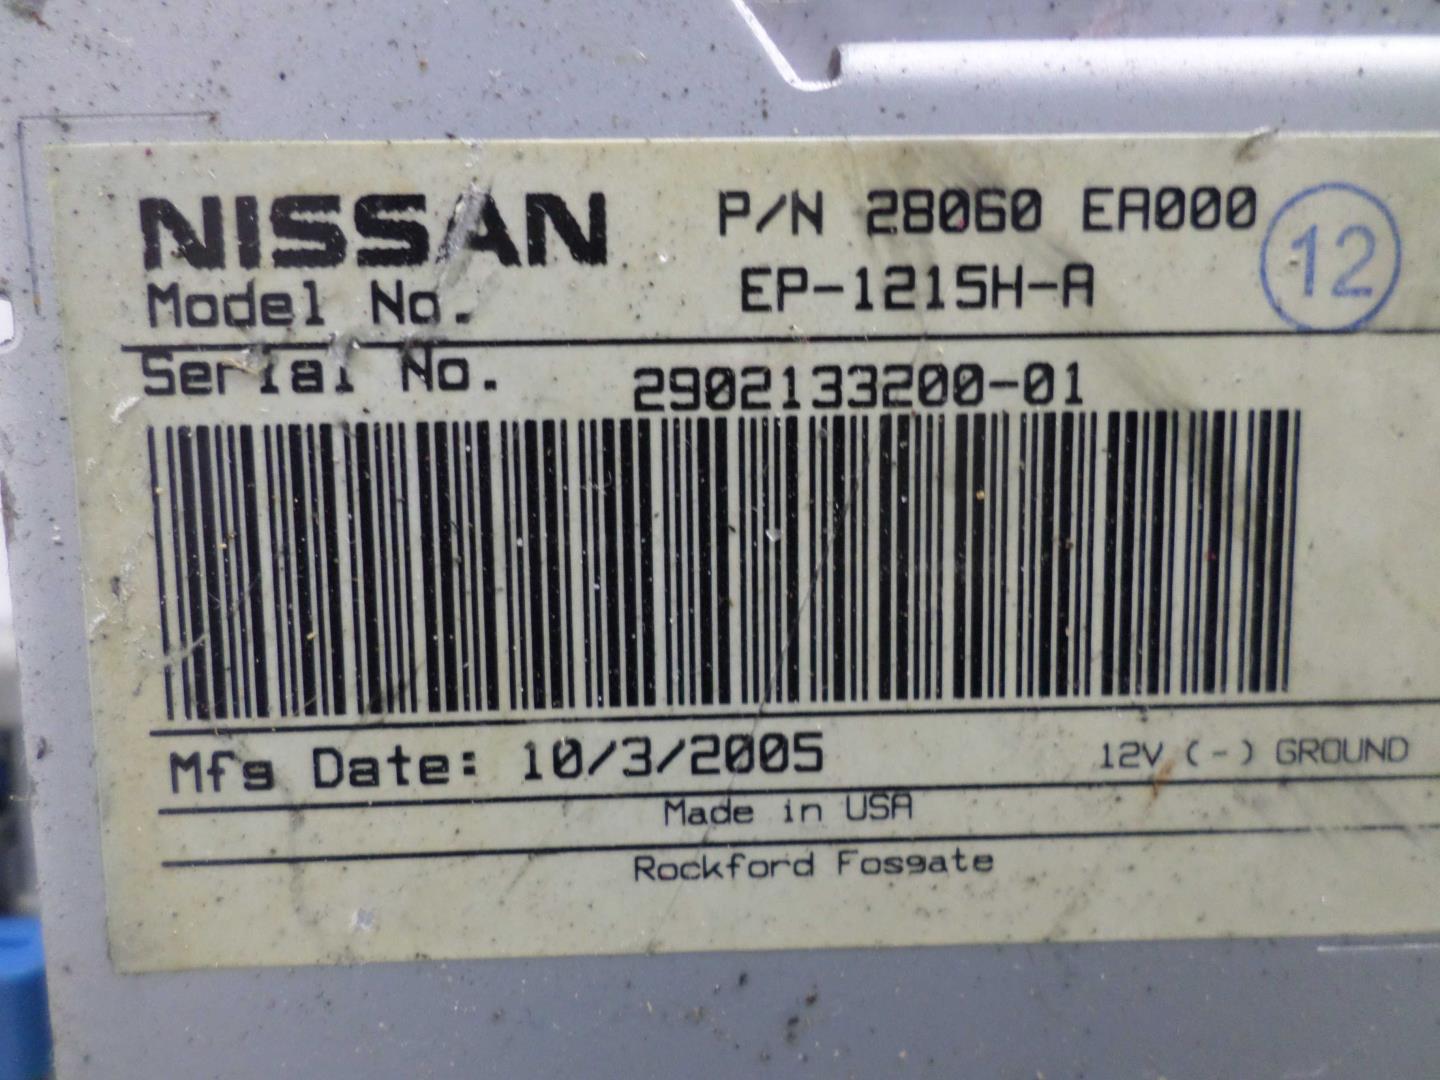 NISSAN P/N 28060 EA000
Model No. EP-1215H-A
12
Serial No. 2902133200-01
Mfg Date: 10/3/2005 12V (-) GROUND
Made in USA
Rockford Fosgate